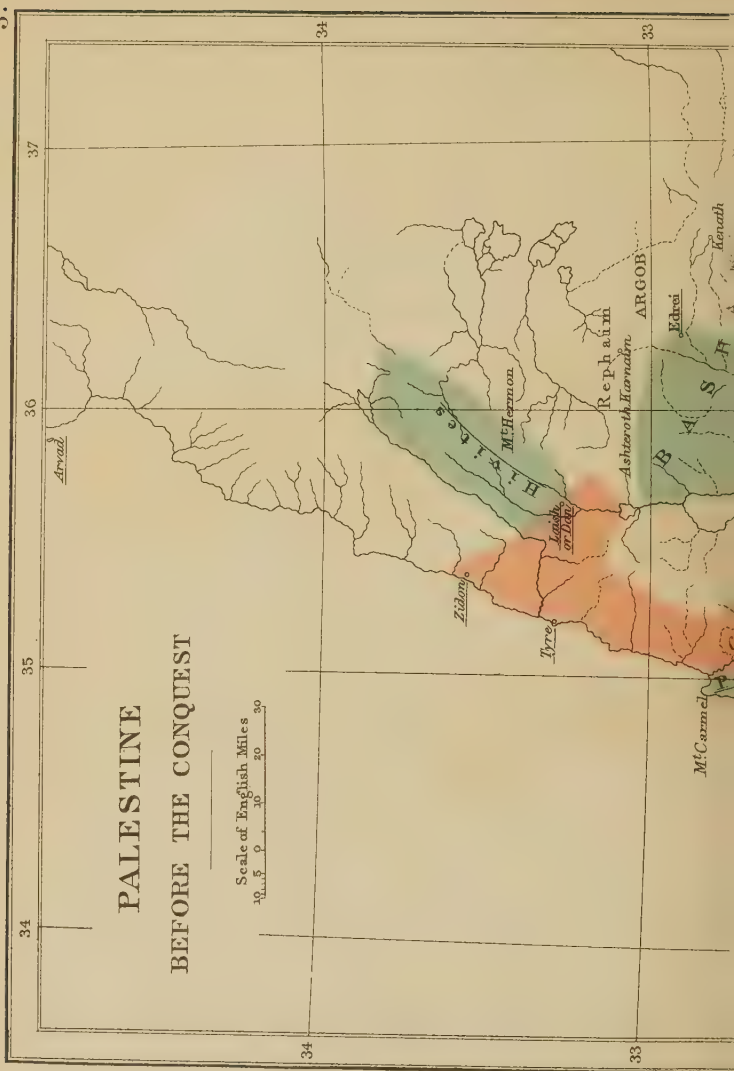 3.
PALESTINE
BEFORE THE CONQUEST
Scale of English Miles
10 5 0 10 20 30
34
35
36
37
34
33
34
33
Arvad
Zidon
Tyre
Laish
or Dan
Hivites
Mt. Hermon
Rephaim
Ashteroth Karnaim
ARGOB
Edrei
Kenath
BASH
Mt. Carmel
P